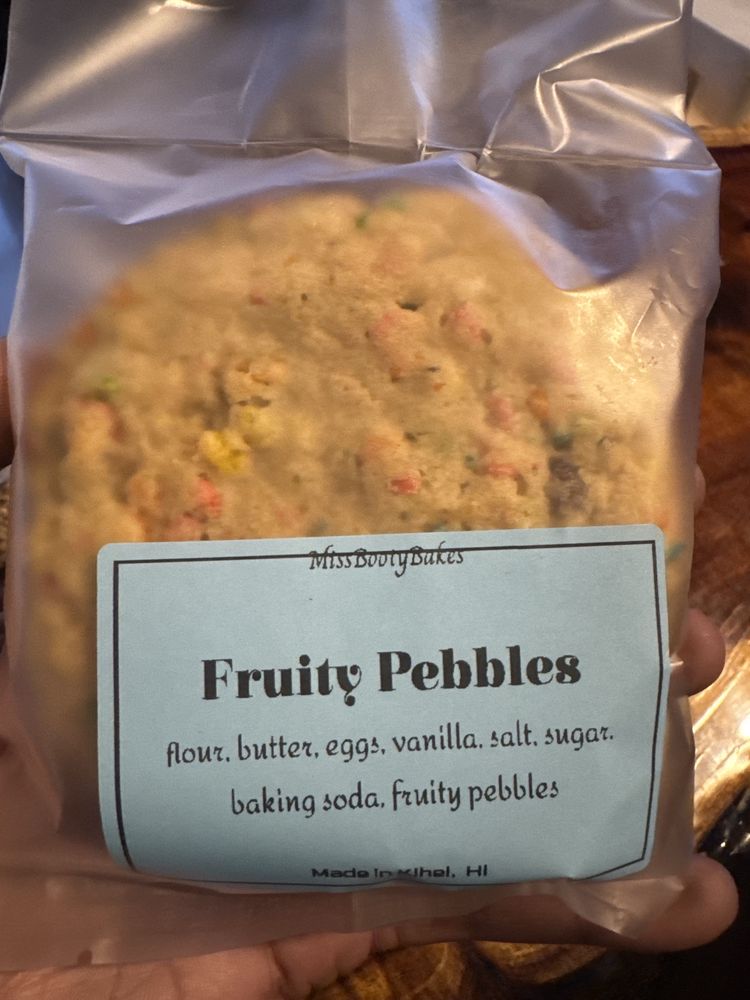 MissBootyBakes
Fruity Pebbles
flour, butter, eggs, vanilla, salt, sugar,
baking soda, fruity pebbles
Made in Kihei, HI